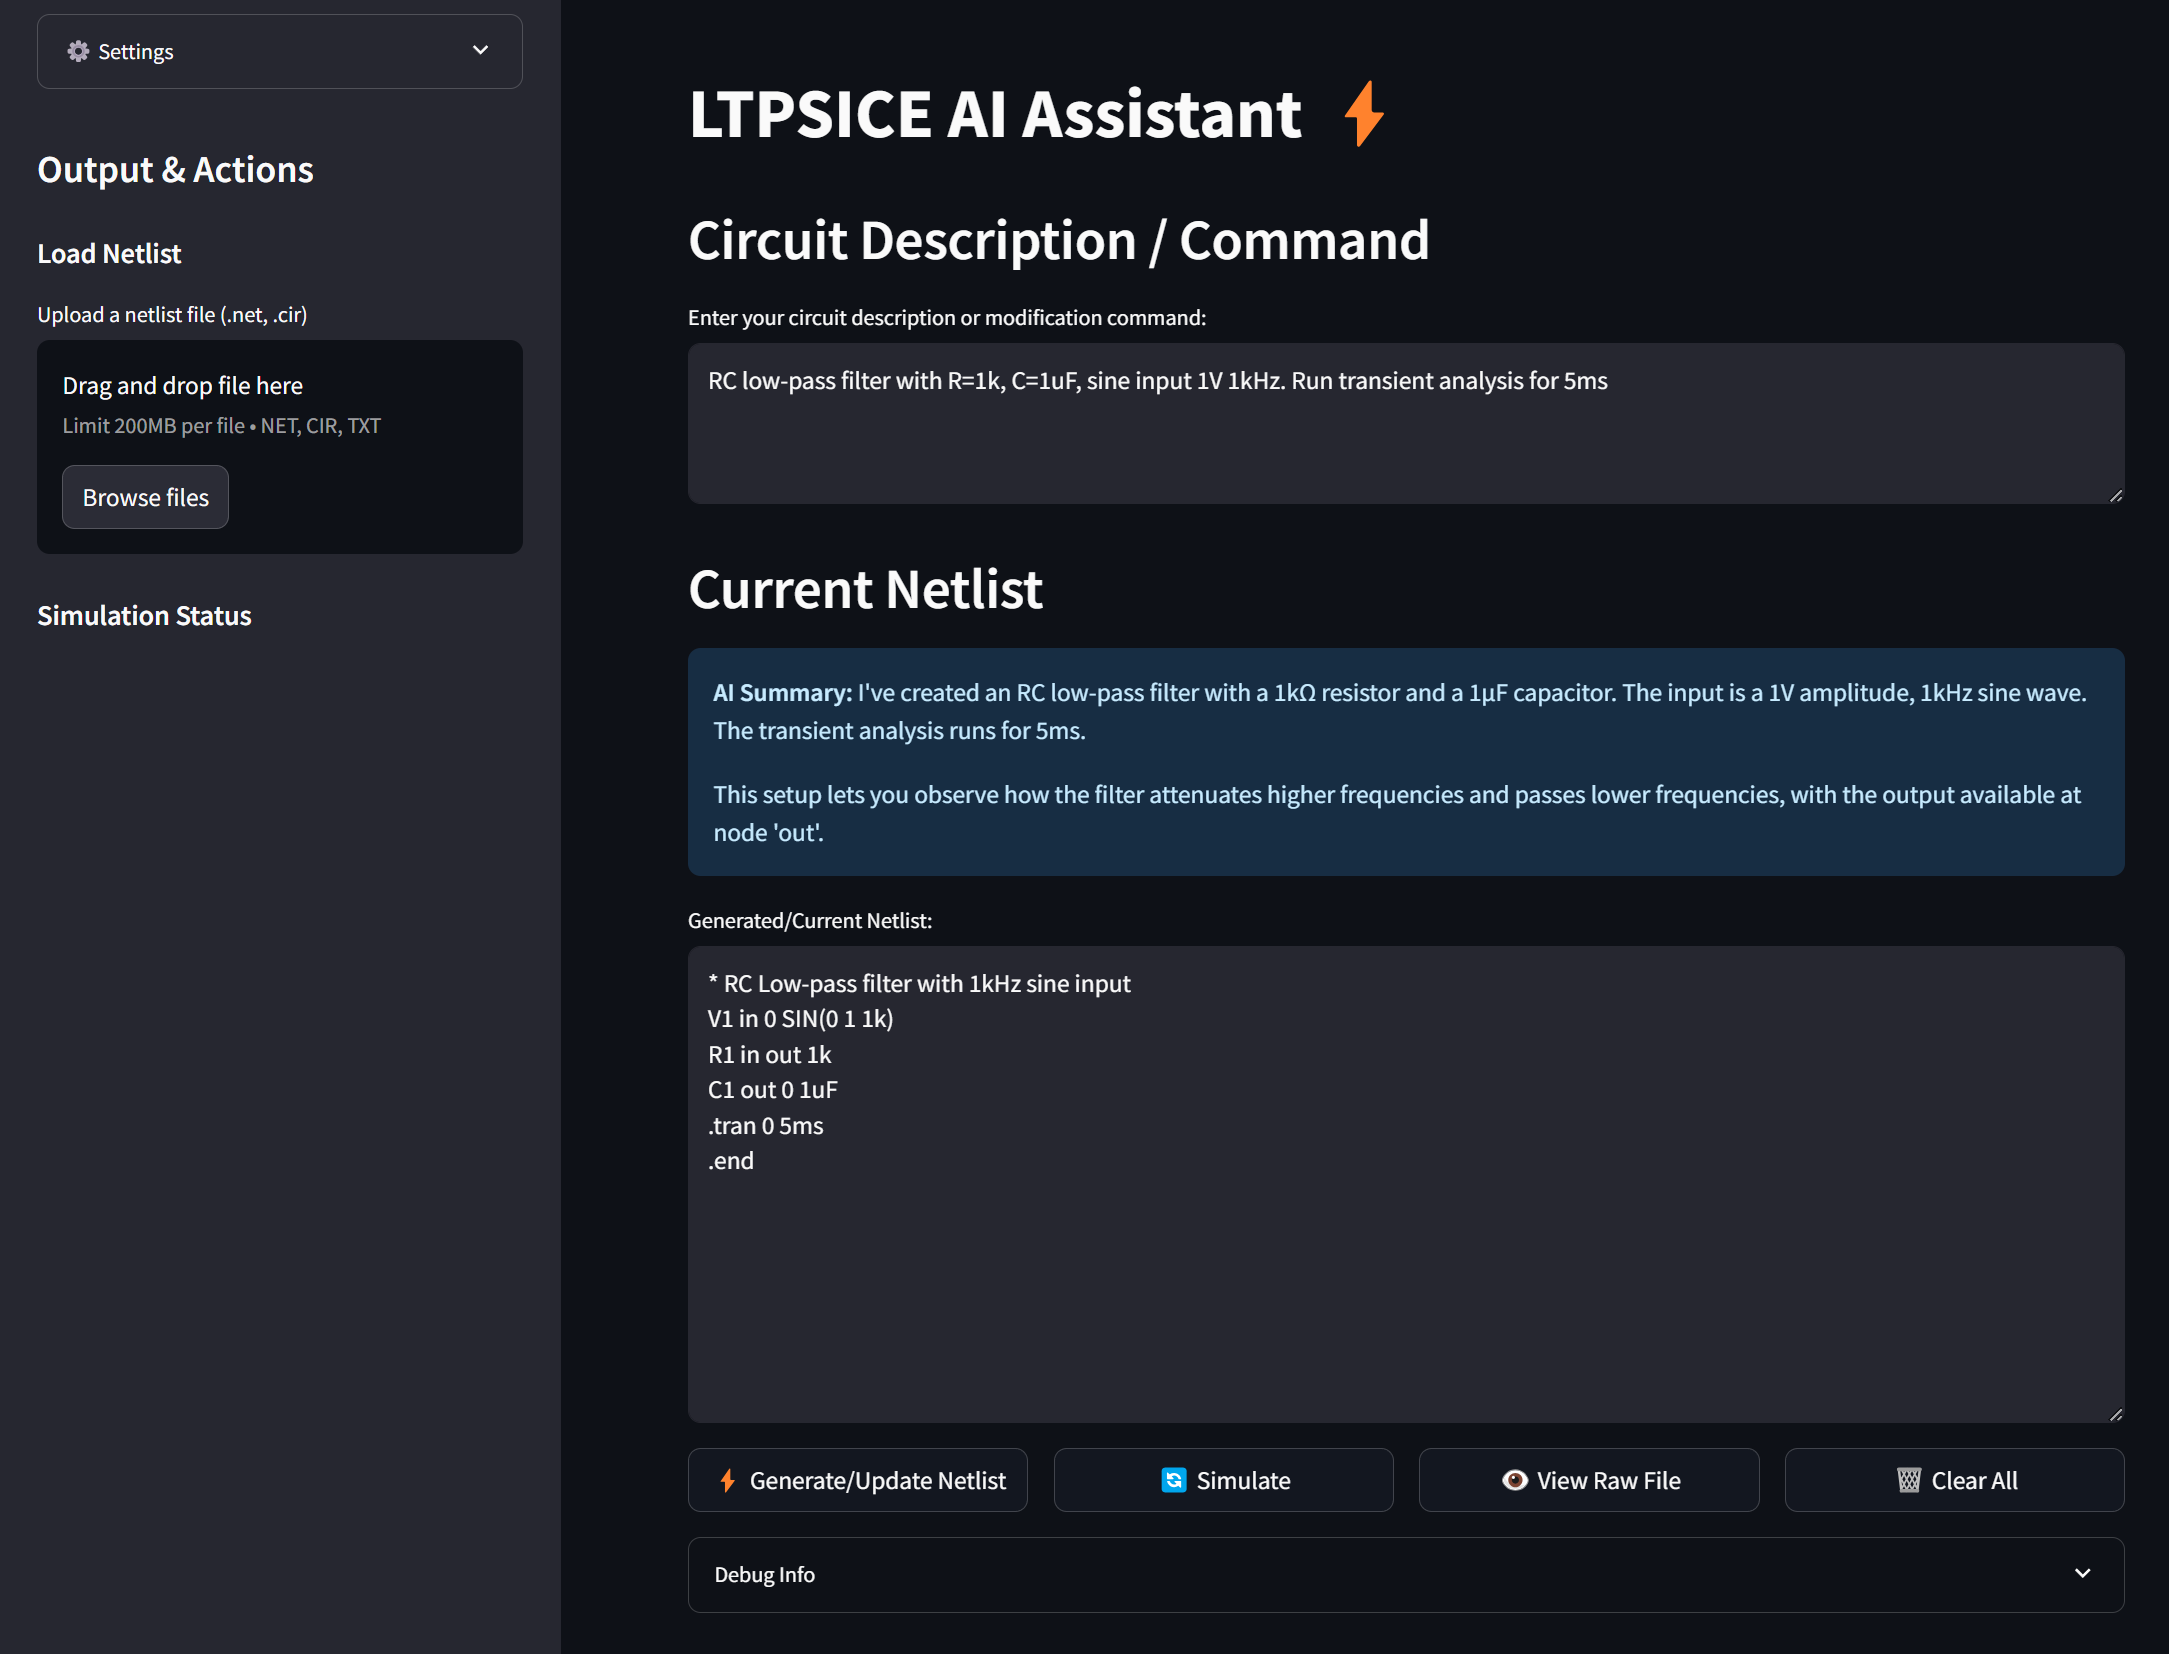 Settings
Output & Actions
Load Netlist
Upload a netlist file (.net, .cir)
Drag and drop file here
Limit 200MB per file • NET, CIR, TXT
Browse files
Simulation Status
LTPSICE AI Assistant
Circuit Description / Command
Enter your circuit description or modification command:
RC low-pass filter with R=1k, C=1uF, sine input 1V 1kHz. Run transient analysis for 5ms
Current Netlist
AI Summary: I've created an RC low-pass filter with a 1kΩ resistor and a 1µF capacitor. The input is a 1V amplitude, 1kHz sine wave.
The transient analysis runs for 5ms.
This setup lets you observe how the filter attenuates higher frequencies and passes lower frequencies, with the output available at
node 'out'.
Generated/Current Netlist:
* RC Low-pass filter with 1kHz sine input
V1 in 0 SIN(0 1 1k)
R1 in out 1k
C1 out 0 1uF
.tran 0 5ms
.end
Generate/Update Netlist
Simulate
View Raw File
Clear All
Debug Info